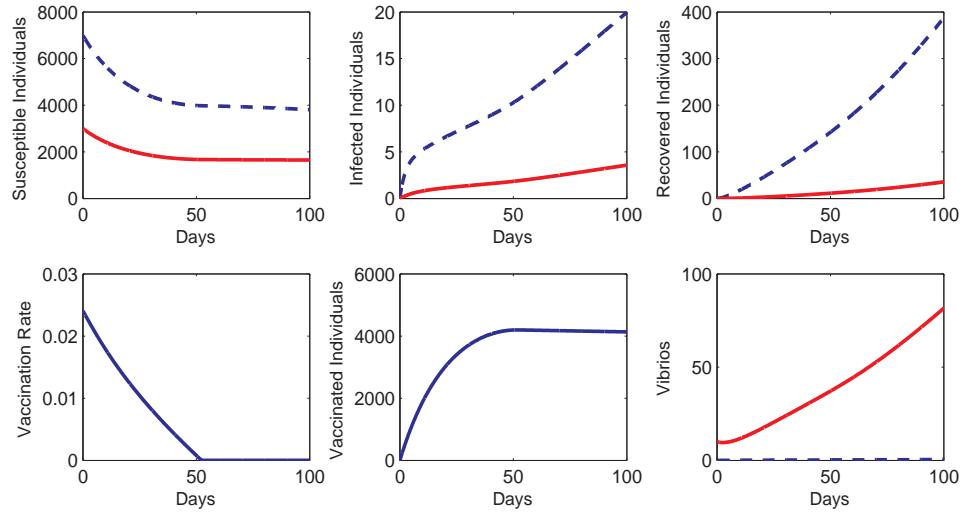 Susceptible Individuals
8000
6000
4000
2000
0
0 50 100
Days
Infected Individuals
20
15
10
5
0
0 50 100
Days
Recovered Individuals
400
300
200
100
0
0 50 100
Days
Vaccination Rate
0.03
0.02
0.01
0
0 50 100
Days
Vaccinated Individuals
6000
4000
2000
0
0 50 100
Days
Vibrios
100
50
0
0 50 100
Days